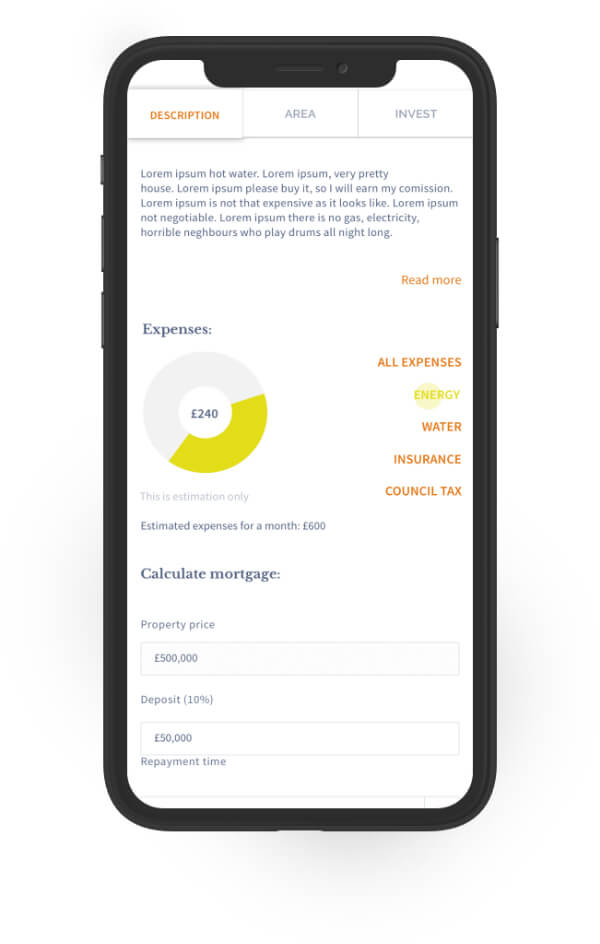 DESCRIPTION AREA INVEST
Lorem ipsum hot water. Lorem ipsum, very pretty
house. Lorem ipsum please buy it, so I will earn my comission.
Lorem ipsum is not that expensive as it looks like. Lorem ipsum
not negotiable. Lorem ipsum there is no gas, electricity,
horrible neghbours who play drums all night long.
Read more
Expenses:
£240
ALL EXPENSES
ENERGY
WATER
INSURANCE
COUNCIL TAX
This is estimation only
Estimated expenses for a month: £600
Calculate mortgage:
Property price
£500,000
Deposit (10%)
£50,000
Repayment time